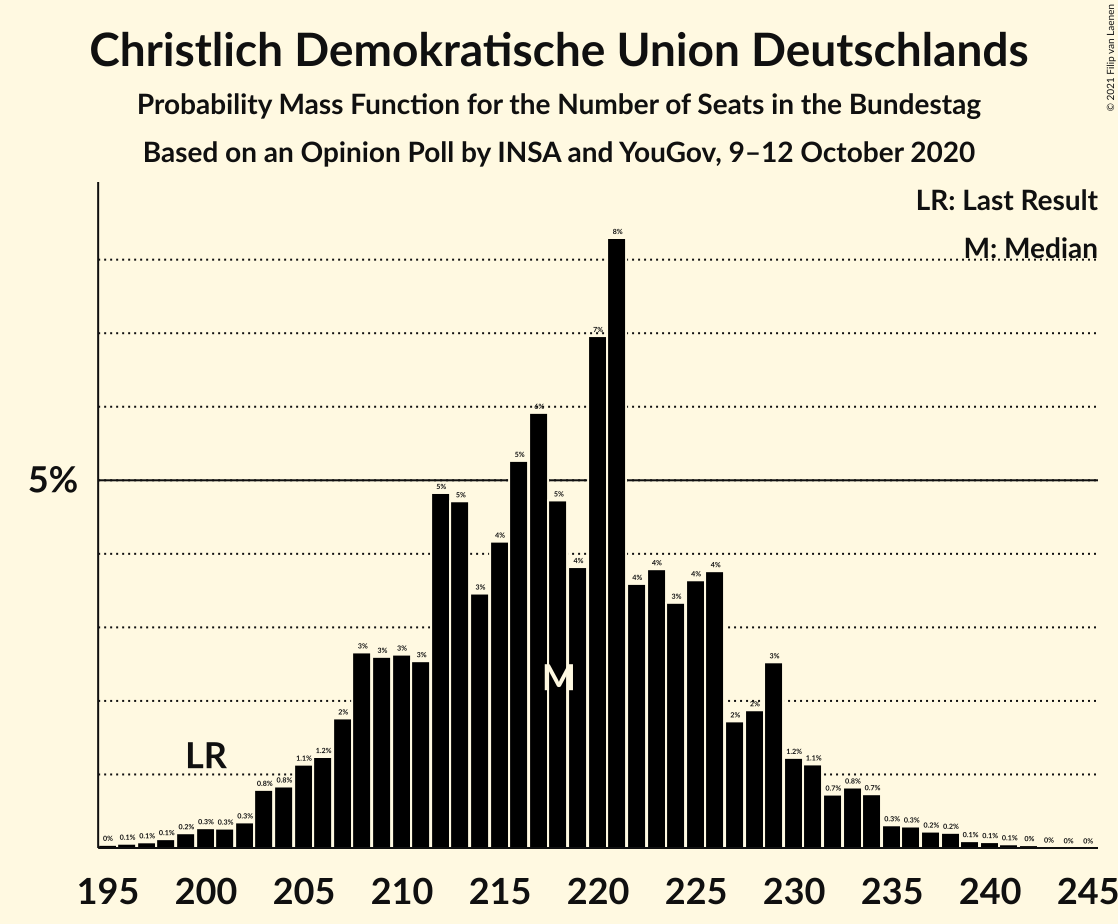 Christlich Demokratische Union Deutschlands
Probability Mass Function for the Number of Seats in the Bundestag
Based on an Opinion Poll by INSA and YouGov, 9–12 October 2020
© 2021 Filip van Laenen
LR: Last Result
M: Median
5%
LR
M
0% 0.1% 0.1% 0.1% 0.2% 0.3% 0.3% 0.3% 0.8% 0.8% 1.1% 1.2% 2% 3% 3% 3% 3% 5% 5% 3% 4% 5% 6% 5% 4% 7% 8% 4% 4% 3% 4% 4% 2% 2% 3% 1.2% 1.1% 0.7% 0.8% 0.7% 0.3% 0.3% 0.2% 0.2% 0.1% 0.1% 0.1% 0% 0% 0% 0%
195 200 205 210 215 220 225 230 235 240 245